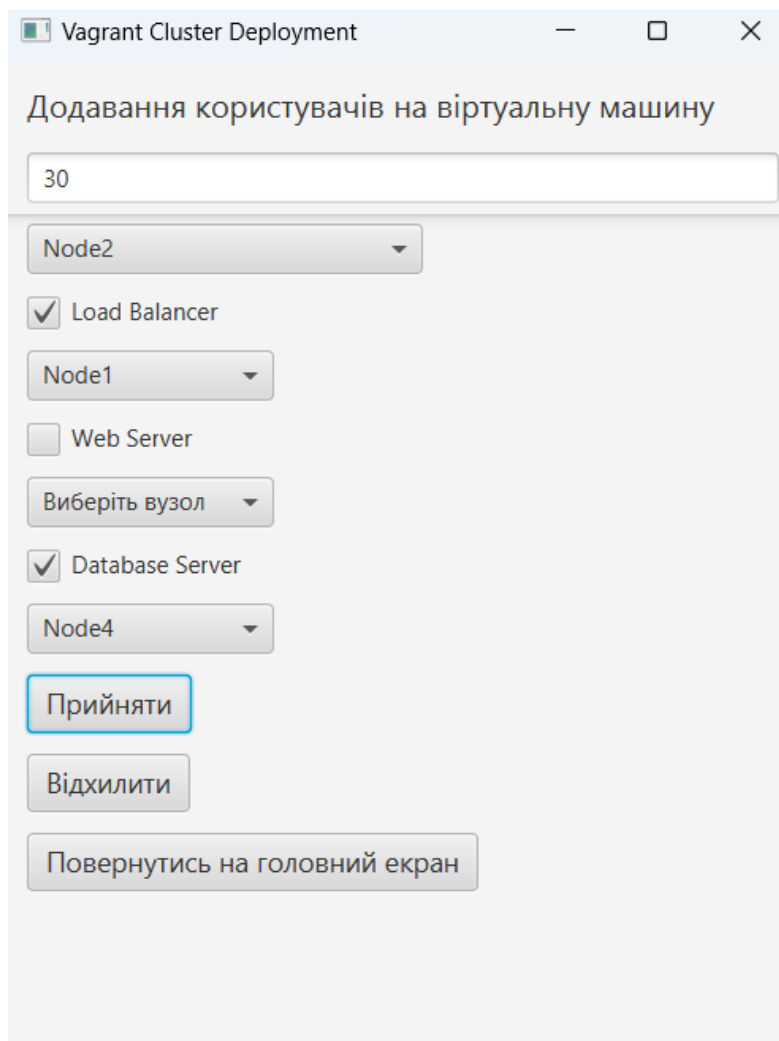 Vagrant Cluster Deployment
Додавання користувачів на віртуальну машину
30
Node2
Load Balancer
Node1
Web Server
Виберіть вузол
Database Server
Node4
Прийняти
Відхилити
Повернутись на головний екран